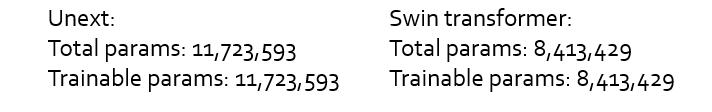 Unext:
Total params: 11,723,593
Trainable params: 11,723,593
Swin transformer:
Total params: 8,413,429
Trainable params: 8,413,429